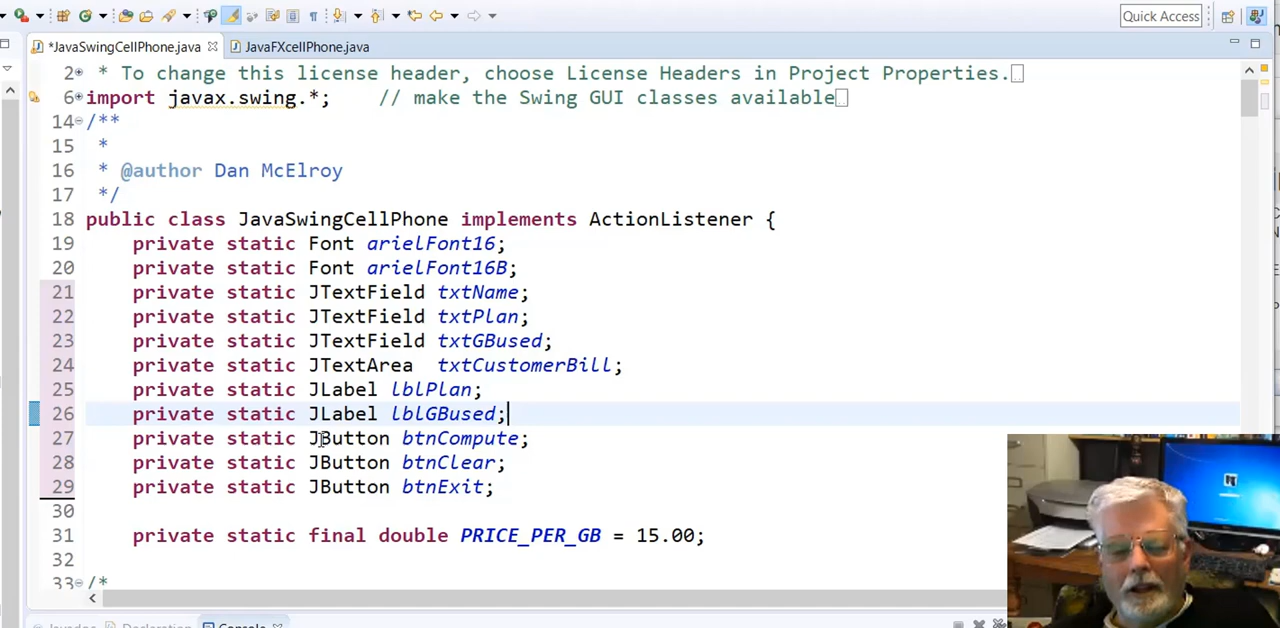 Quick Access
*JavaSwingCellPhone.java
JavaFXcellPhone.java
2 * To change this license header, choose License Headers in Project Properties.
6 import javax.swing.*;    // make the Swing GUI classes available
14 /**
15 *
16 * @author Dan McElroy
17 */
18 public class JavaSwingCellPhone implements ActionListener {
19 private static Font arielFont16;
20 private static Font arielFont16B;
21 private static JTextField txtName;
22 private static JTextField txtPlan;
23 private static JTextField txtGBused;
24 private static JTextArea  txtCustomerBill;
25 private static JLabel lblPlan;
26 private static JLabel lblGBused;
27 private static JButton btnCompute;
28 private static JButton btnClear;
29 private static JButton btnExit;
30
31 private static final double PRICE_PER_GB = 15.00;
32
33 /*
Javadoc Declaration Console